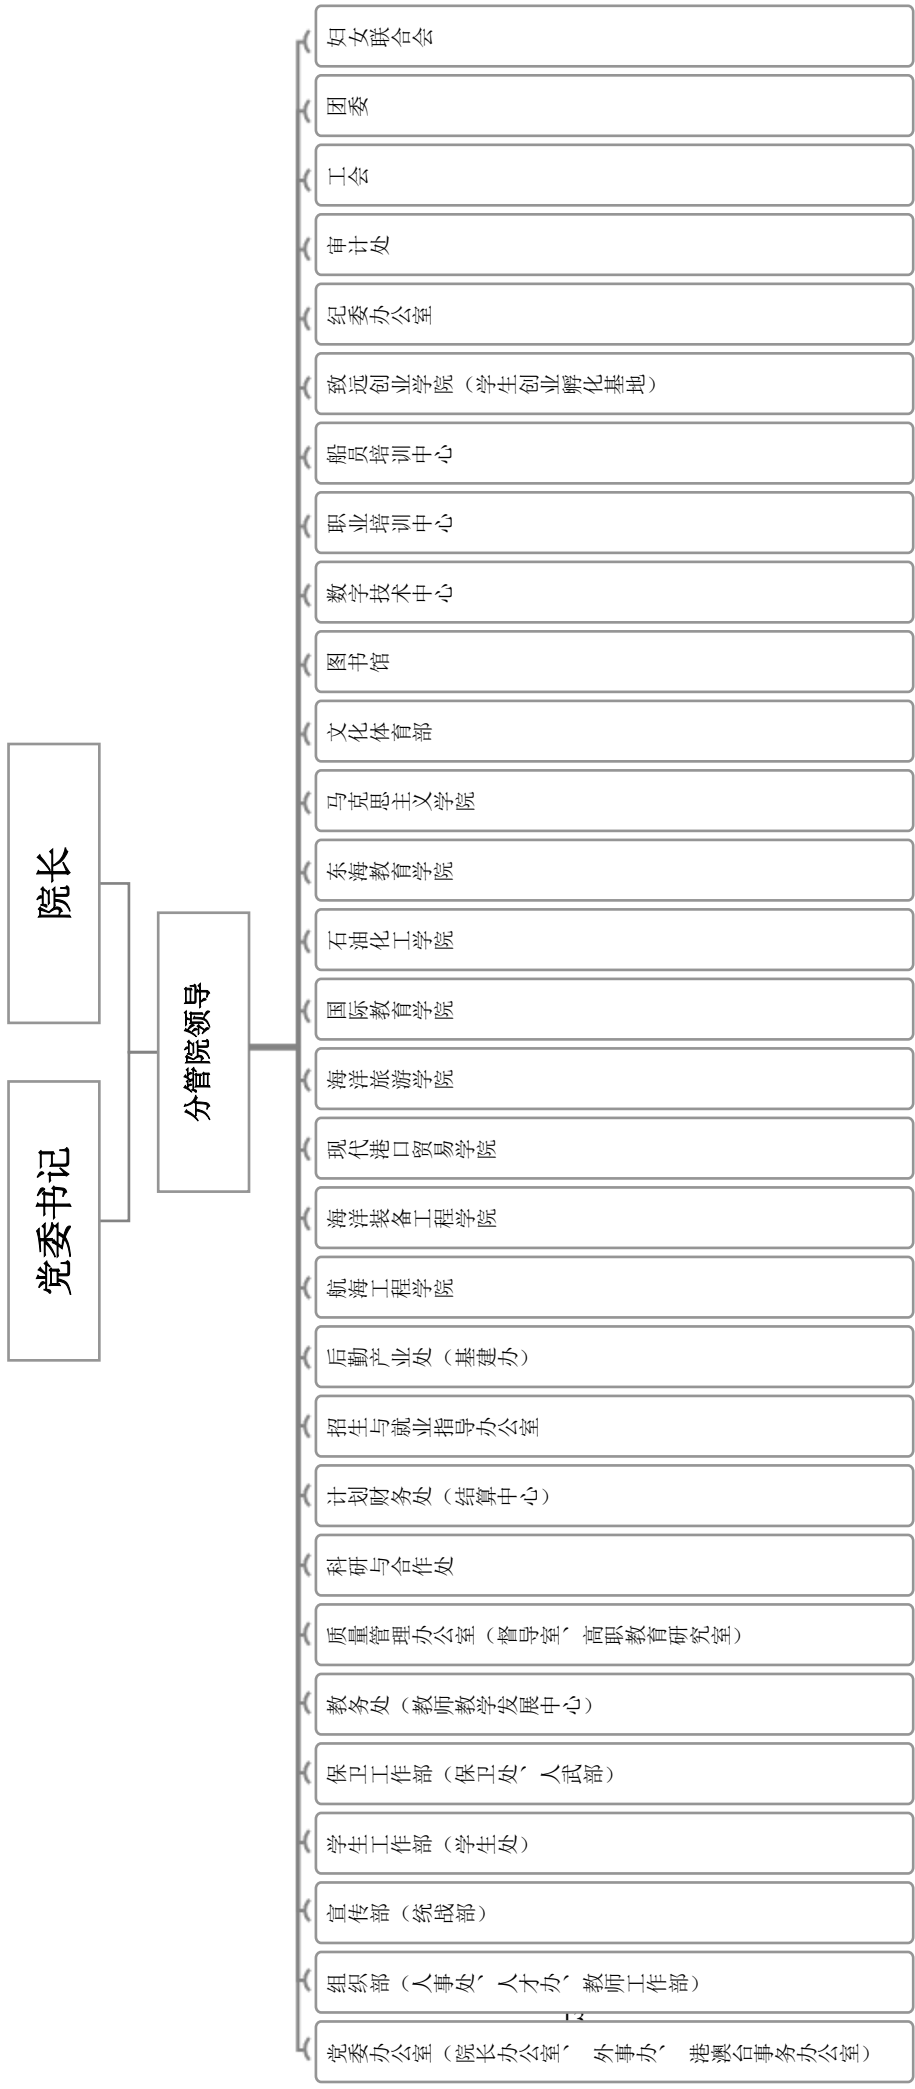 党委书记
院长
分管院领导
党委办公室（院长办公室、 外事办、 港澳台事务办公室）
组织部（人事处、人才办、教师工作部）
宣传部（统战部）
学生工作部（学生处）
保卫工作部（保卫处、人武部）
教务处（教师教学发展中心）
质量管理办公室（督导室、高职教育研究室）
科研与合作处
计划财务处（结算中心）
招生与就业指导办公室
后勤产业处（基建办）
航海工程学院
海洋装备工程学院
现代港口贸易学院
海洋旅游学院
国际教育学院
石油化工学院
东海教育学院
马克思主义学院
文化体育部
图书馆
数字技术中心
职业培训中心
船员培训中心
致远创业学院（学生创业孵化基地）
纪委办公室
审计处
工会
团委
妇女联合会